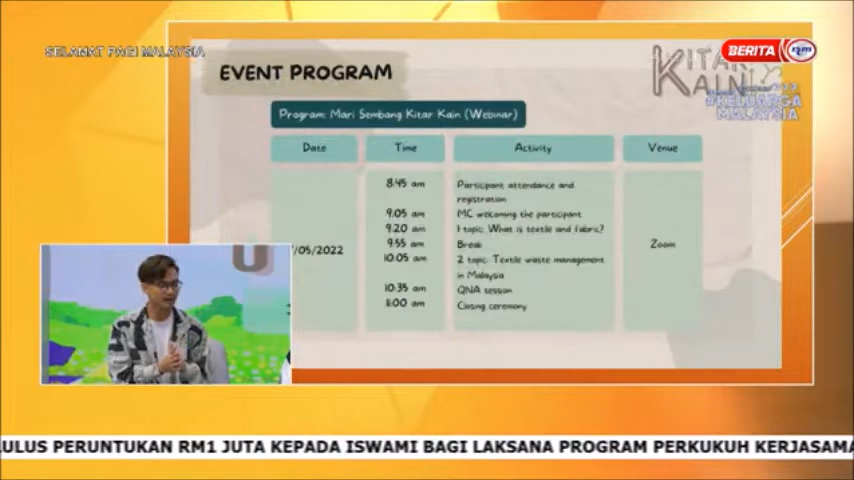 SELAMAT PAGI MALAYSIA
BERITA rtm
KITAR
KAIN
#KELUARGA
MALAYSIA
EVENT PROGRAM
Program: Mari Sembang Kitar Kain (Webinar)
Date Time Activity Venue
8:45 am Participant attendance and
registration
9.05 am MC welcoming the participant
9:20 am 1 topic: What is textile and fabric?
9:55 am Break
10.05 am 2 topic: Textile waste management
in Malaysia
10:35 am QNA session
11:00 am Closing ceremony
/05/2022
Zoom
U
ULUS PERUNTUKAN RM1 JUTA KEPADA ISWAMI BAGI LAKSANA PROGRAM PERKUKUH KERJASAMA